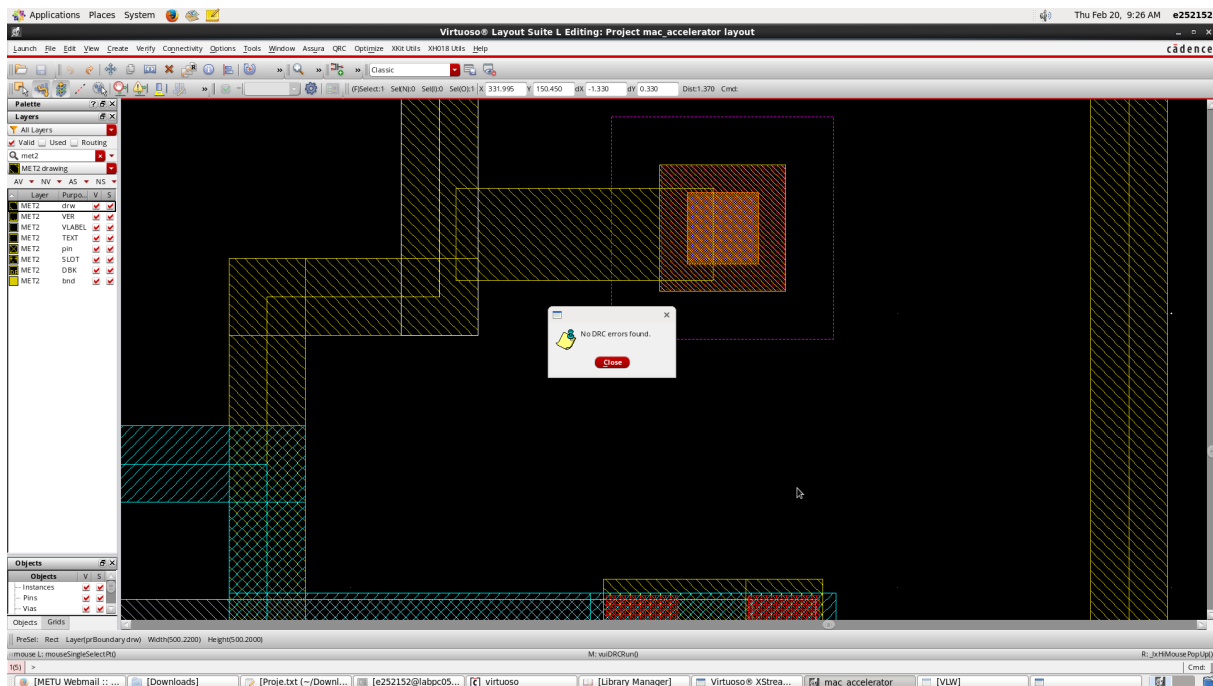 Applications Places System
Thu Feb 20, 9:26 AM e252152
Virtuoso® Layout Suite L Editing: Project mac_accelerator layout
Launch File Edit View Create Verify Connectivity Options Tools Window Assura QRC Optimize XKit Utils XH018 Utils Help
cādence
» » » Classic
» (F)Select:1 Sel(N):0 Sel(I):0 Sel(O):1 X 331.995 Y 150.450 dX -1.330 dY 0.330 Dist:1.370 Cmd:
Palette
Layers
All Layers
Valid Used Routing
met2
MET2 drawing
AV NV AS NS
Layer Purpo... V S
MET2 drw
MET2 VER
MET2 VLABEL
MET2 TEXT
MET2 pin
MET2 SLOT
MET2 DBK
MET2 bnd
No DRC errors found.
Close
Objects
Objects V S
Instances
Pins
Vias
Objects Grids
PreSel: Rect Layer(prBoundary drw) Width(500.2200) Height(500.2000)
mouse L: mouseSingleSelectPt() M: vuiDRCRun() R: _lxHiMousePopUp()
1(5) > Cmd:
[METU Webmail :: ... [Downloads] [Proje.txt (~/Downl... [e252152@labpc05... virtuoso [Library Manager] Virtuoso® XStrea... mac_accelerator [VLW]